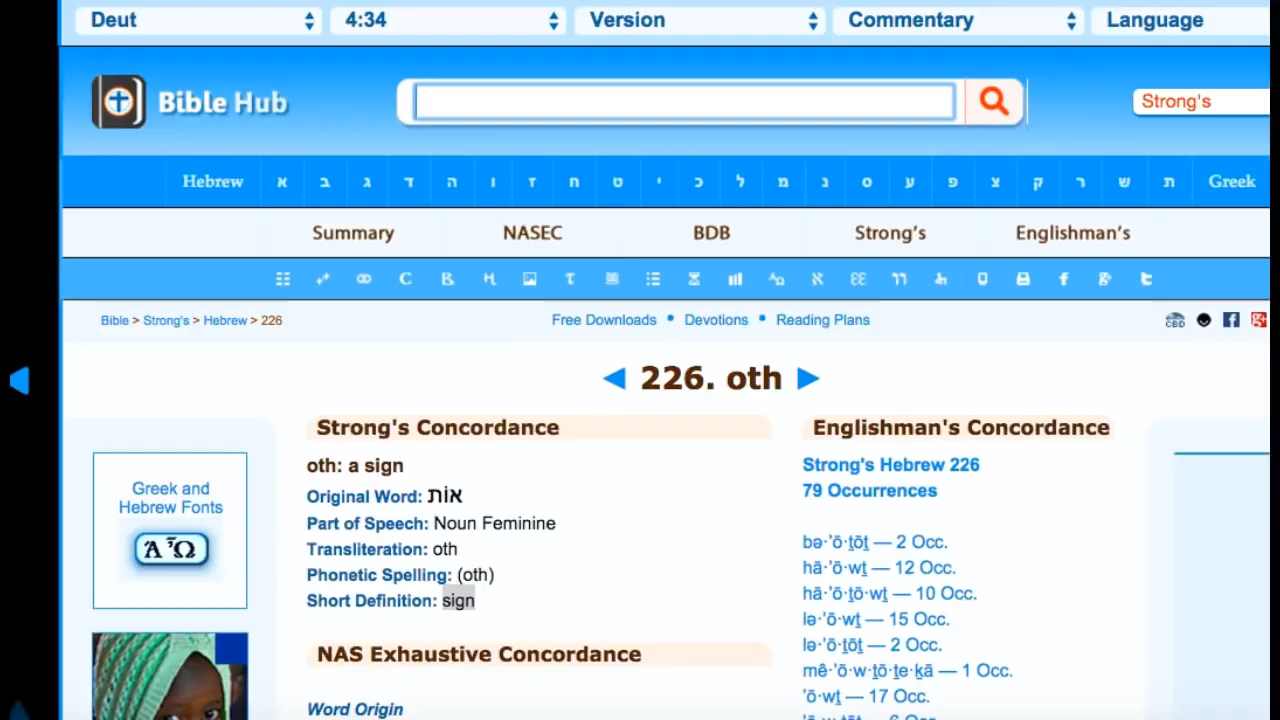 Deut 4:34 Version Commentary Language
Bible Hub
Strong's
Hebrew א ב ג ד ה ו ז ח ט י כ ל מ נ ס ע פ צ ק ר ש ת Greek
Summary NASEC BDB Strong's Englishman's
Bible > Strong's > Hebrew > 226
Free Downloads • Devotions • Reading Plans
CBD
226. oth
Greek and
Hebrew Fonts
Strong's Concordance
oth: a sign
Original Word: אוֹת
Part of Speech: Noun Feminine
Transliteration: oth
Phonetic Spelling: (oth)
Short Definition: sign
NAS Exhaustive Concordance
Word Origin
Englishman's Concordance
Strong's Hebrew 226
79 Occurrences
bə·’ō·ṯōṯ — 2 Occ.
hā·’ō·wṯ — 12 Occ.
hā·’ō·ṯō·wṯ — 10 Occ.
lə·’ō·wṯ — 15 Occ.
lə·’ō·ṯōṯ — 2 Occ.
mê·’ō·w·ṯō·ṯe·ḵā — 1 Occ.
’ō·wṯ — 17 Occ.